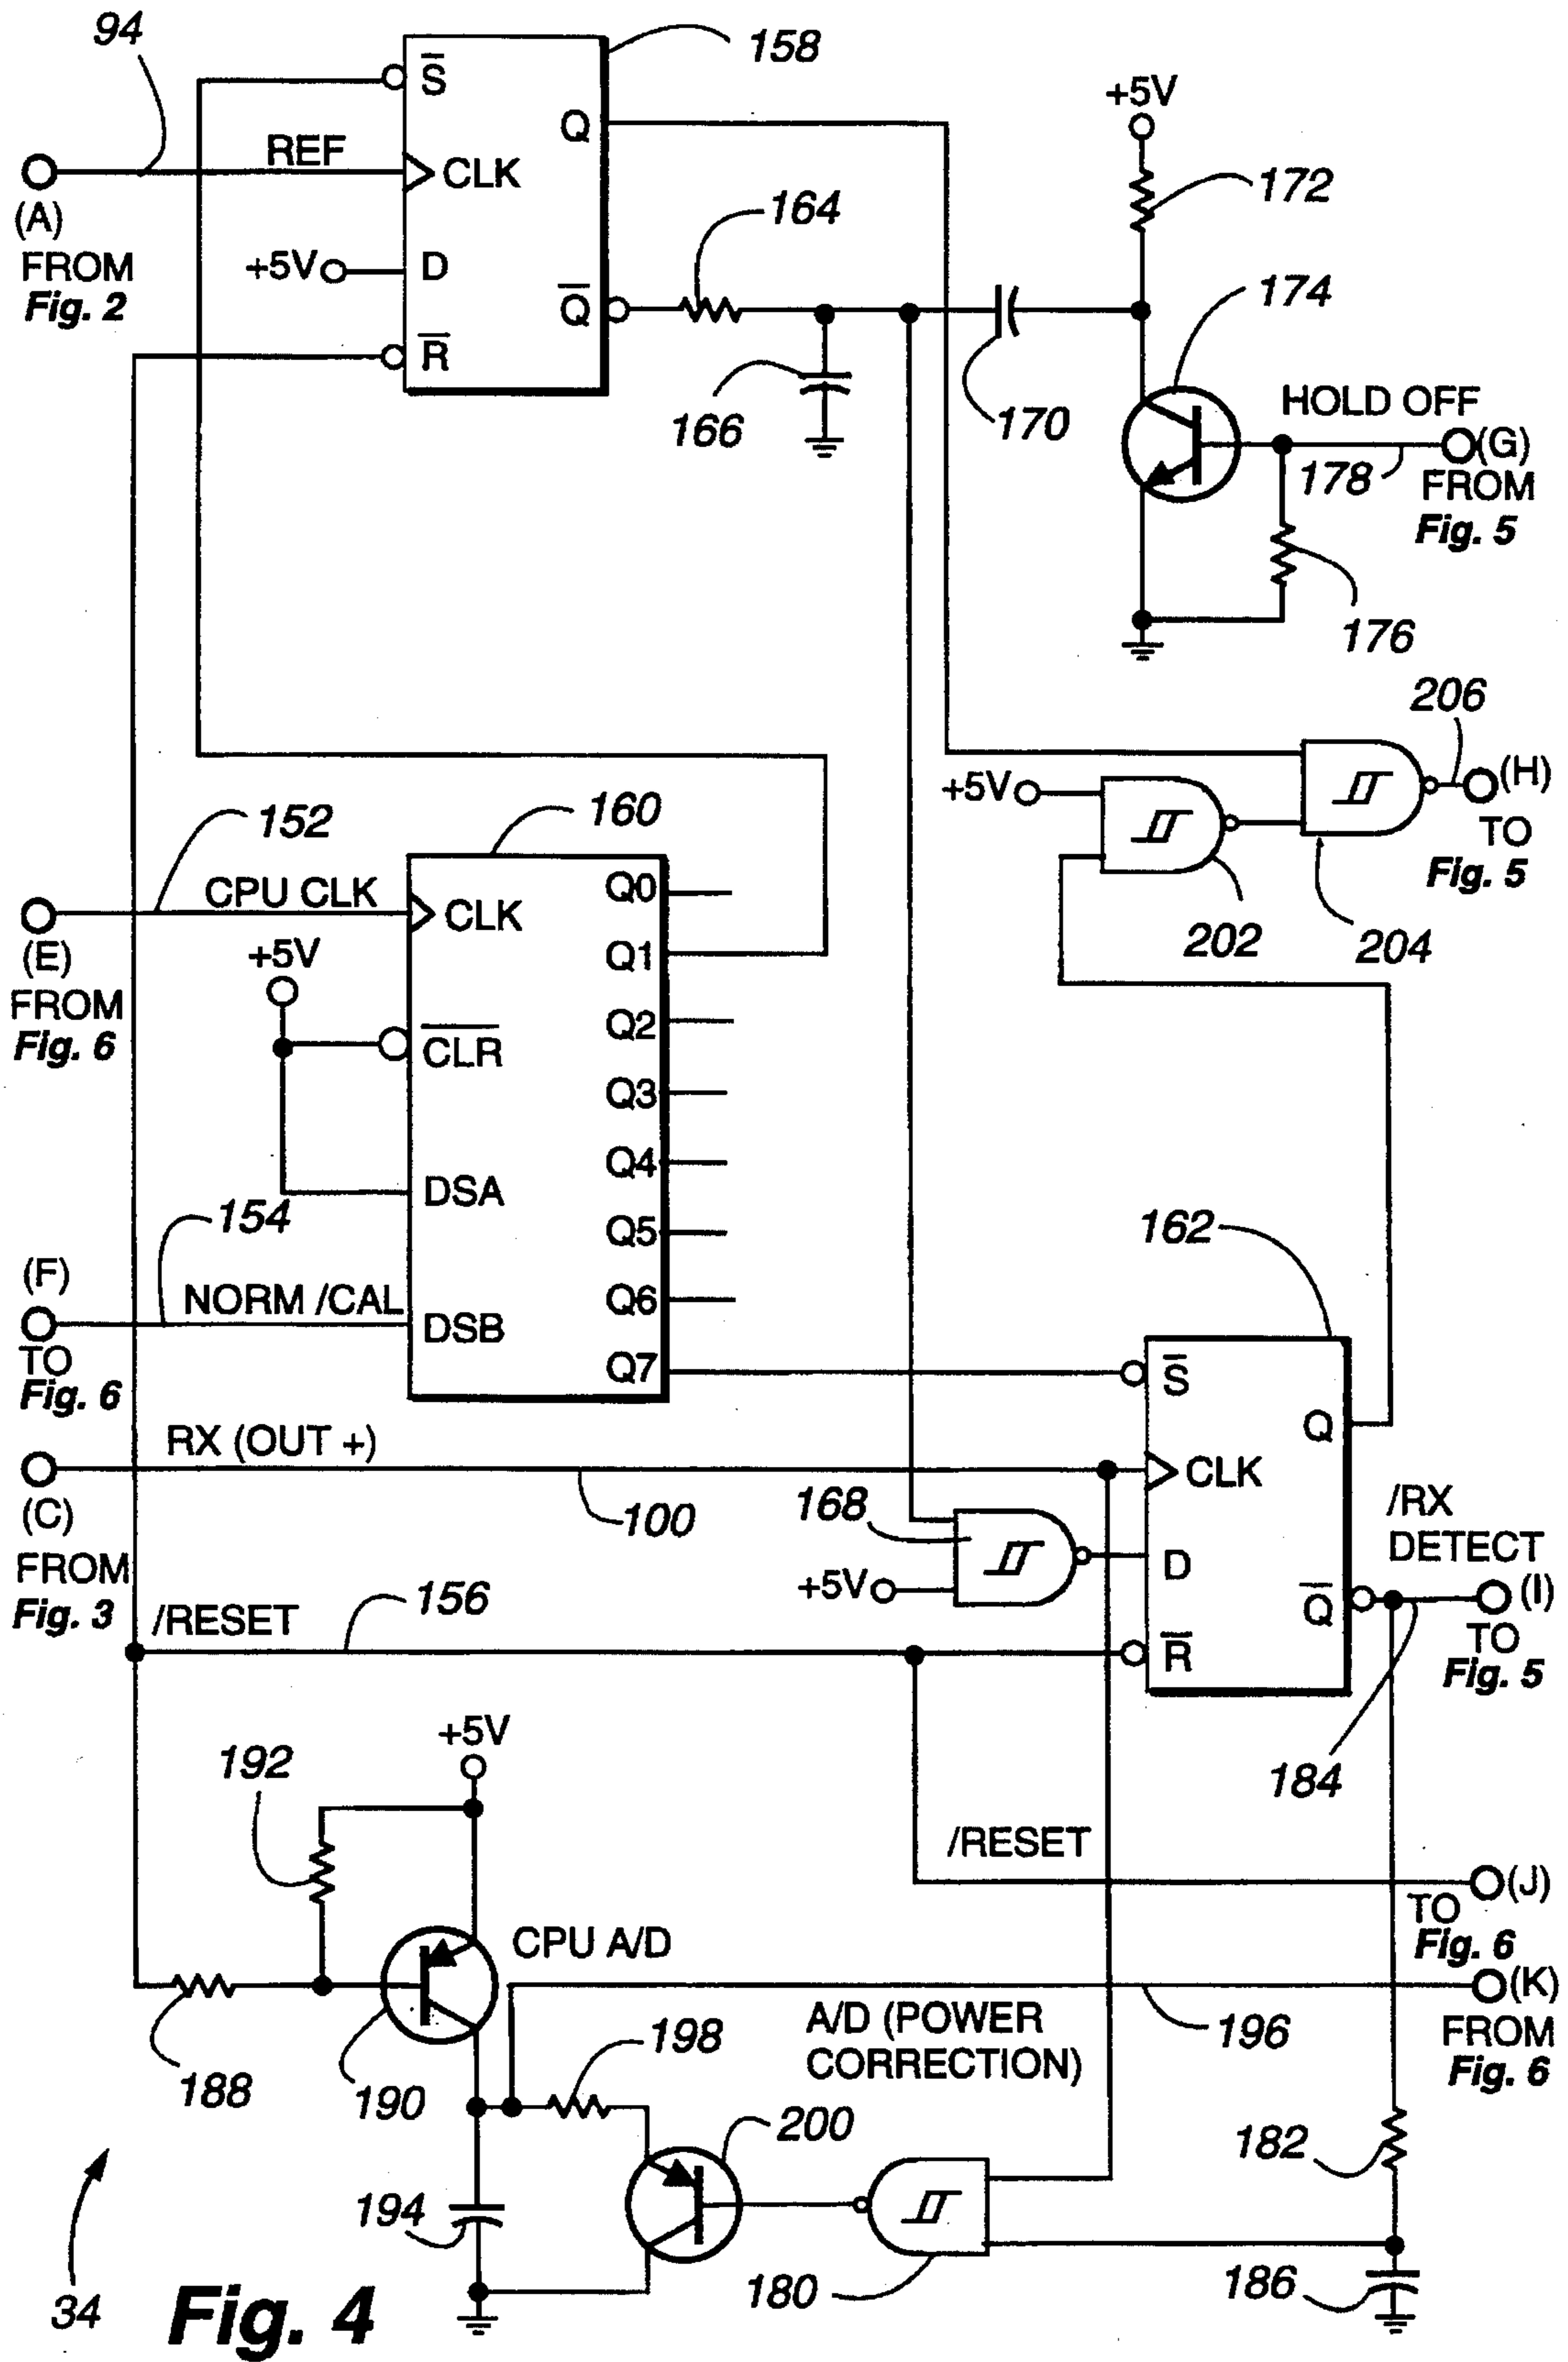 94
158
S̅
Q
REF
CLK
(A)
FROM
Fig. 2
+5V
D
Q̅
R̅
164
166
170
+5V
172
174
HOLD OFF
(G)
178
FROM
Fig. 5
176
206
(H)
TO
Fig. 5
+5V
202
204
152
160
CPU CLK
CLK
(E)
FROM
Fig. 6
+5V
C̅L̅R̅
DSA
154
(F)
NORM /CAL
DSB
TO
Fig. 6
Q0
Q1
Q2
Q3
Q4
Q5
Q6
Q7
162
S̅
Q
RX (OUT +)
CLK
(C)
FROM
Fig. 3
100
168
+5V
D
/RX
DETECT
Q̅
(I)
TO
Fig. 5
/RESET
156
R̅
184
192
+5V
/RESET
(J)
TO
Fig. 6
CPU A/D
(K)
FROM
Fig. 6
A/D (POWER
CORRECTION)
196
188
190
198
200
182
194
180
186
34
Fig. 4